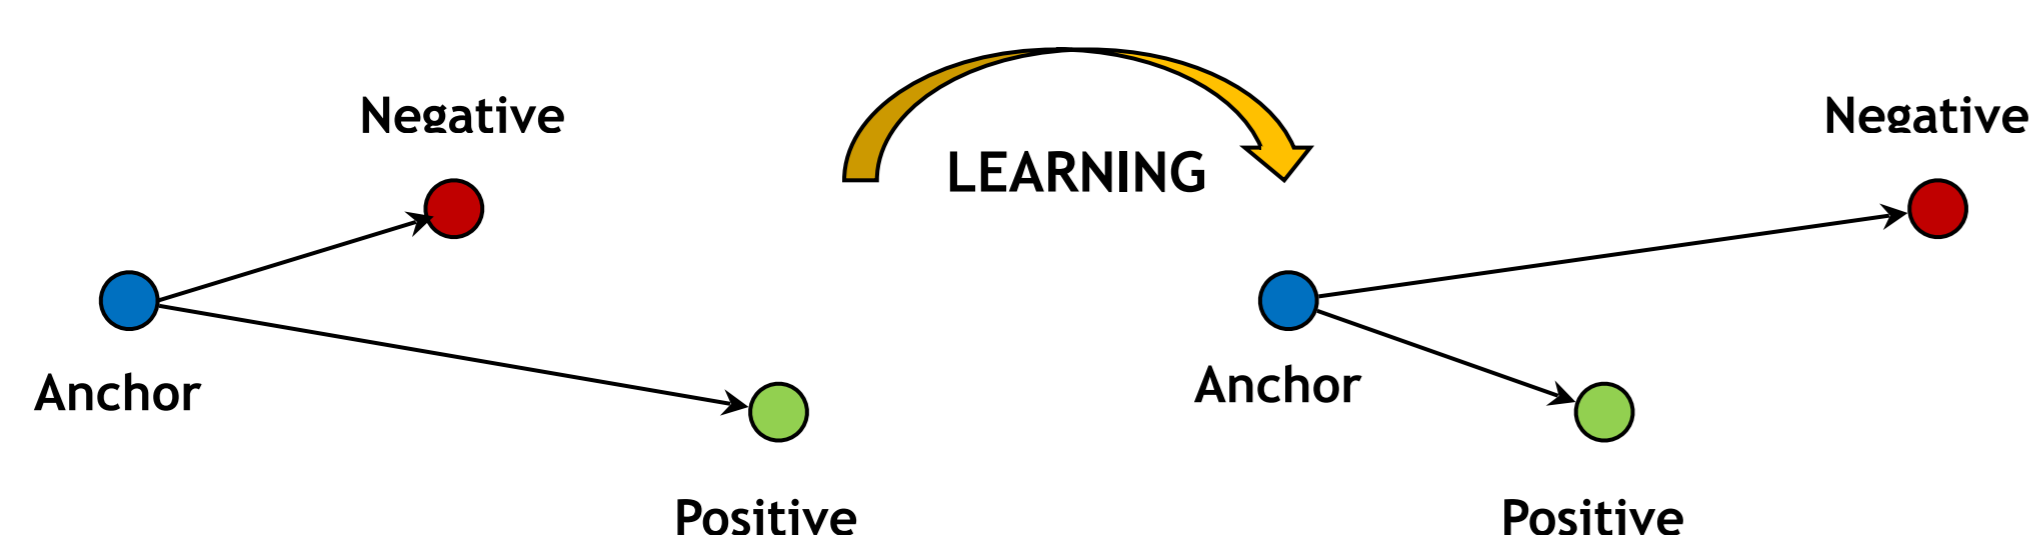 Negative
LEARNING
Negative
Anchor
Anchor
Positive
Positive